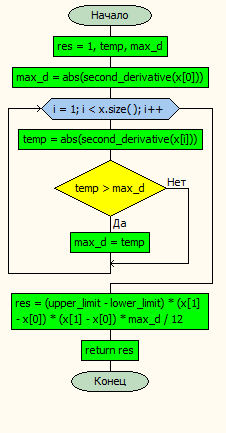 Начало
res = 1, temp, max_d
max_d = abs(second_derivative(x[0]))
i = 1; i < x.size( ); i++
temp = abs(second_derivative(x[i]))
temp > max_d
Нет
Да
max_d = temp
res = (upper_limit - lower_limit) * (x[1]
- x[0]) * (x[1] - x[0]) * max_d / 12
return res
Конец